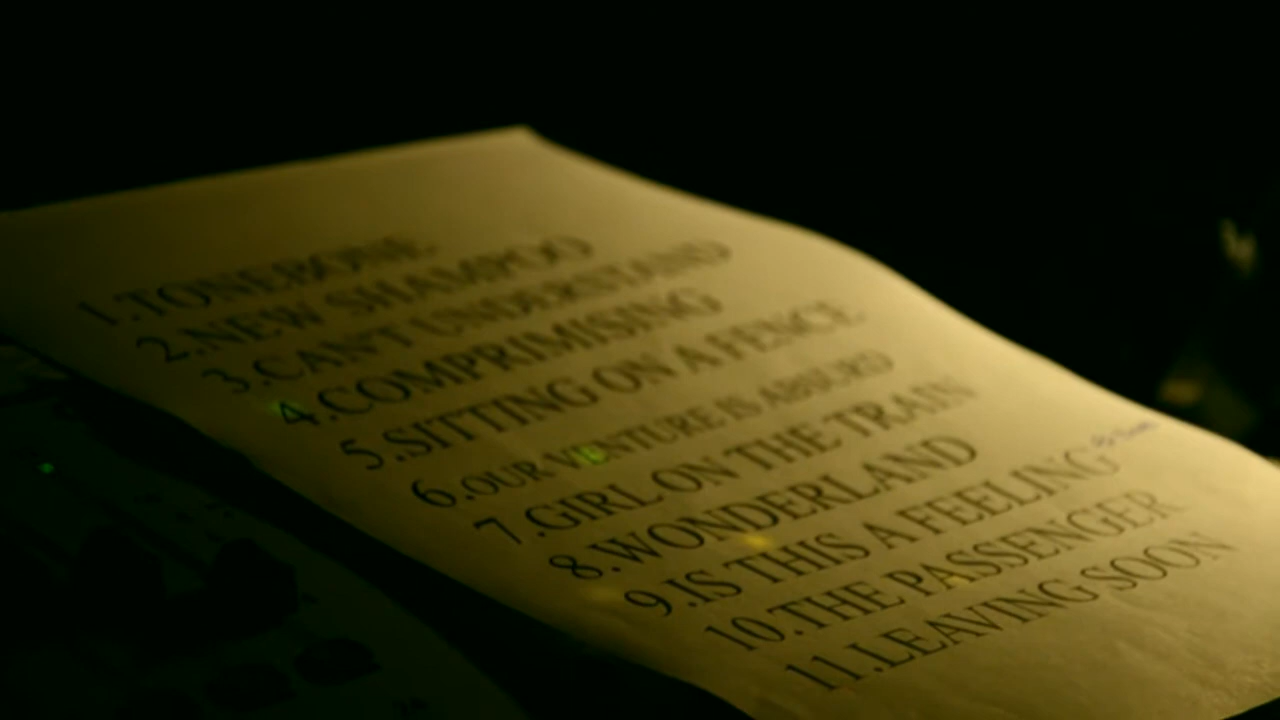 1.TONEBONE
2.NEW SHAMPOO
3.CAN'T UNDERSTAND
4.COMPRIMISING
5.SITTING ON A FENCE
6.OUR VENTURE IS ABSURD
7.GIRL ON THE TRAIN
8.WONDERLAND
9.IS THIS A FEELING
10.THE PASSENGER
11.LEAVING SOON